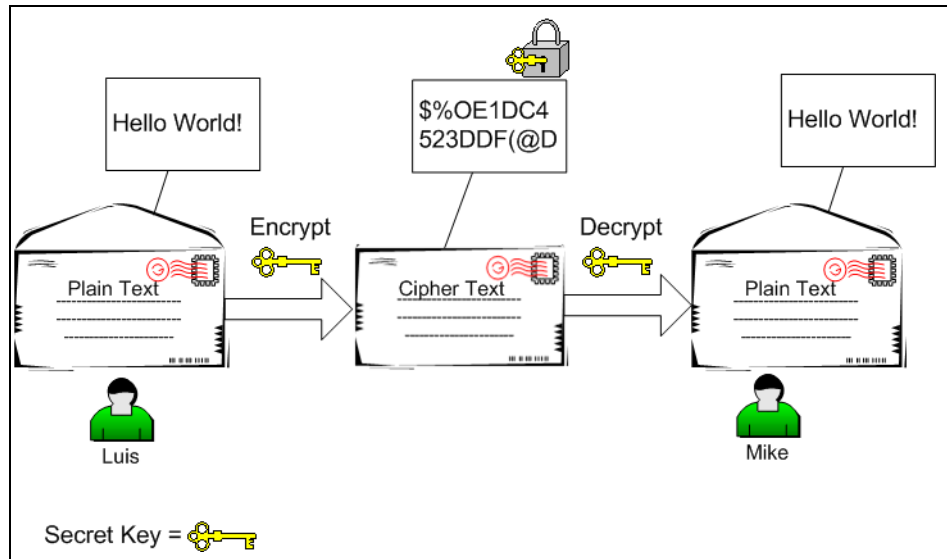 Hello World!
$%OE1DC4
523DDF(@D
Hello World!
Encrypt
Decrypt
Plain Text
Cipher Text
Plain Text
Luis
Mike
Secret Key =